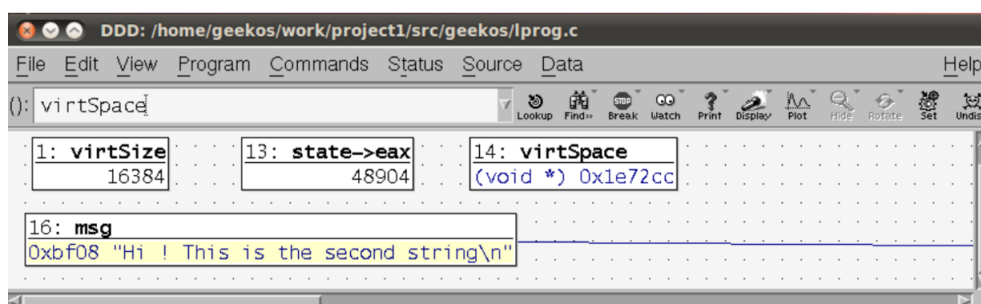 DDD: /home/geekos/work/project1/src/geekos/lprog.c
File Edit View Program Commands Status Source Data Help
(): virtSpace
Lookup Find» Break Watch Print Display Plot Hide Rotate Set Undis
1: virtSize 13: state->eax 14: virtSpace
16384 48904 (void *) 0x1e72cc
16: msg
0xbf08 "Hi ! This is the second string\n"